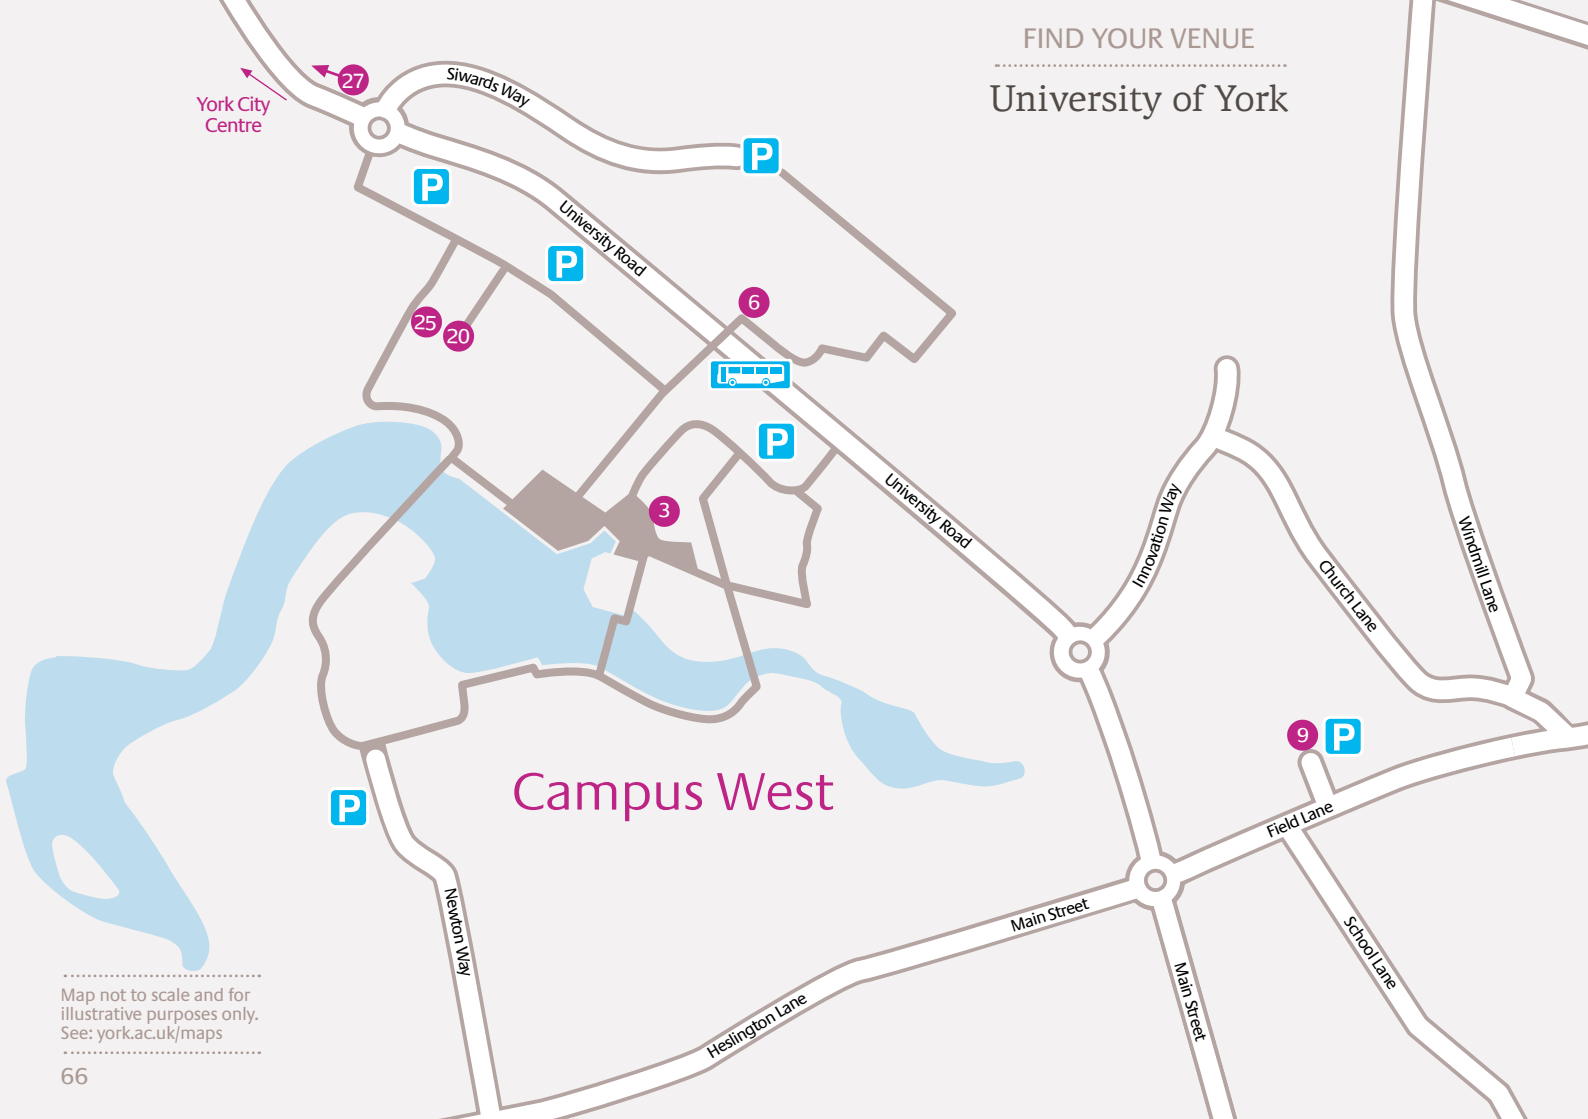 FIND YOUR VENUE
University of York
27
York City
Centre
Siwards Way
P
P
University Road
P
6
25
20
P
3
University Road
Innovation Way
Church Lane
Windmill Lane
9
P
Campus West
P
Field Lane
Newton Way
Main Street
School Lane
Main Street
Heslington Lane
Map not to scale and for
illustrative purposes only.
See: york.ac.uk/maps
66